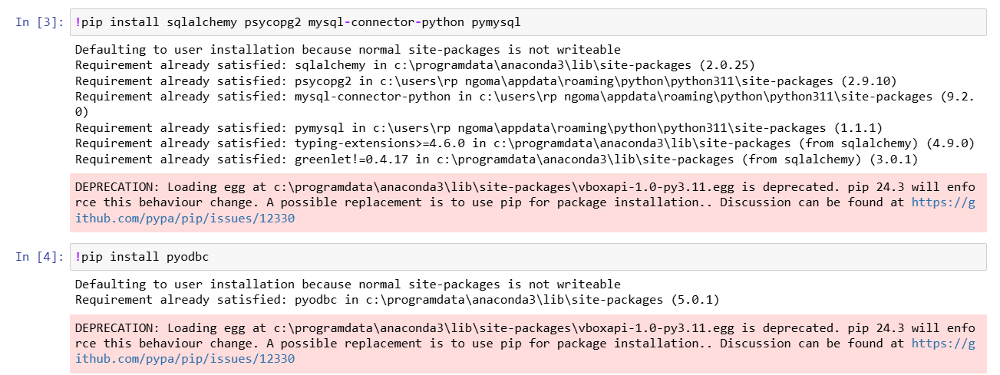 In [3]: !pip install sqlalchemy psycopg2 mysql-connector-python pymysql
Defaulting to user installation because normal site-packages is not writeable
Requirement already satisfied: sqlalchemy in c:\programdata\anaconda3\lib\site-packages (2.0.25)
Requirement already satisfied: psycopg2 in c:\users\rp ngoma\appdata\roaming\python\python311\site-packages (2.9.10)
Requirement already satisfied: mysql-connector-python in c:\users\rp ngoma\appdata\roaming\python\python311\site-packages (9.2.
0)
Requirement already satisfied: pymysql in c:\users\rp ngoma\appdata\roaming\python\python311\site-packages (1.1.1)
Requirement already satisfied: typing-extensions>=4.6.0 in c:\programdata\anaconda3\lib\site-packages (from sqlalchemy) (4.9.0)
Requirement already satisfied: greenlet!=0.4.17 in c:\programdata\anaconda3\lib\site-packages (from sqlalchemy) (3.0.1)
DEPRECATION: Loading egg at c:\programdata\anaconda3\lib\site-packages\vboxapi-1.0-py3.11.egg is deprecated. pip 24.3 will enfo
rce this behaviour change. A possible replacement is to use pip for package installation.. Discussion can be found at https://g
ithub.com/pypa/pip/issues/12330
In [4]: !pip install pyodbc
Defaulting to user installation because normal site-packages is not writeable
Requirement already satisfied: pyodbc in c:\programdata\anaconda3\lib\site-packages (5.0.1)
DEPRECATION: Loading egg at c:\programdata\anaconda3\lib\site-packages\vboxapi-1.0-py3.11.egg is deprecated. pip 24.3 will enfo
rce this behaviour change. A possible replacement is to use pip for package installation.. Discussion can be found at https://g
ithub.com/pypa/pip/issues/12330